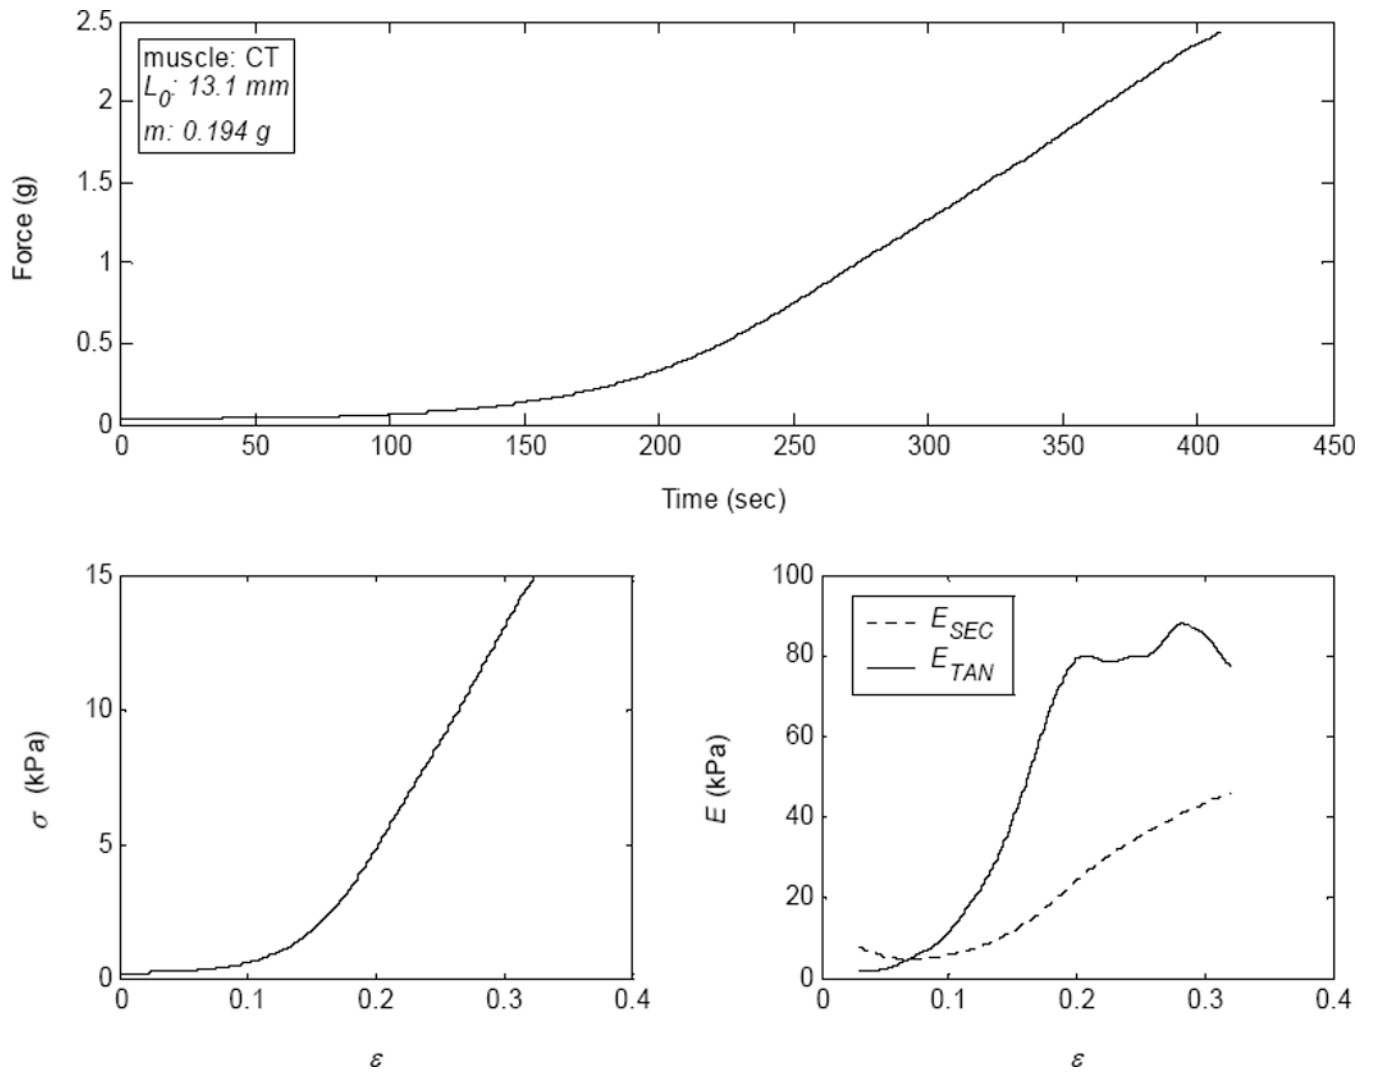 2.5
2
1.5
1
0.5
0
Force (g)
muscle: CT
L0: 13.1 mm
m: 0.194 g
0 50 100 150 200 250 300 350 400 450
Time (sec)
15
10
5
0
σ (kPa)
0 0.1 0.2 0.3 0.4
ε
100
80
60
40
20
0
E (kPa)
ESEC
ETAN
0 0.1 0.2 0.3 0.4
ε